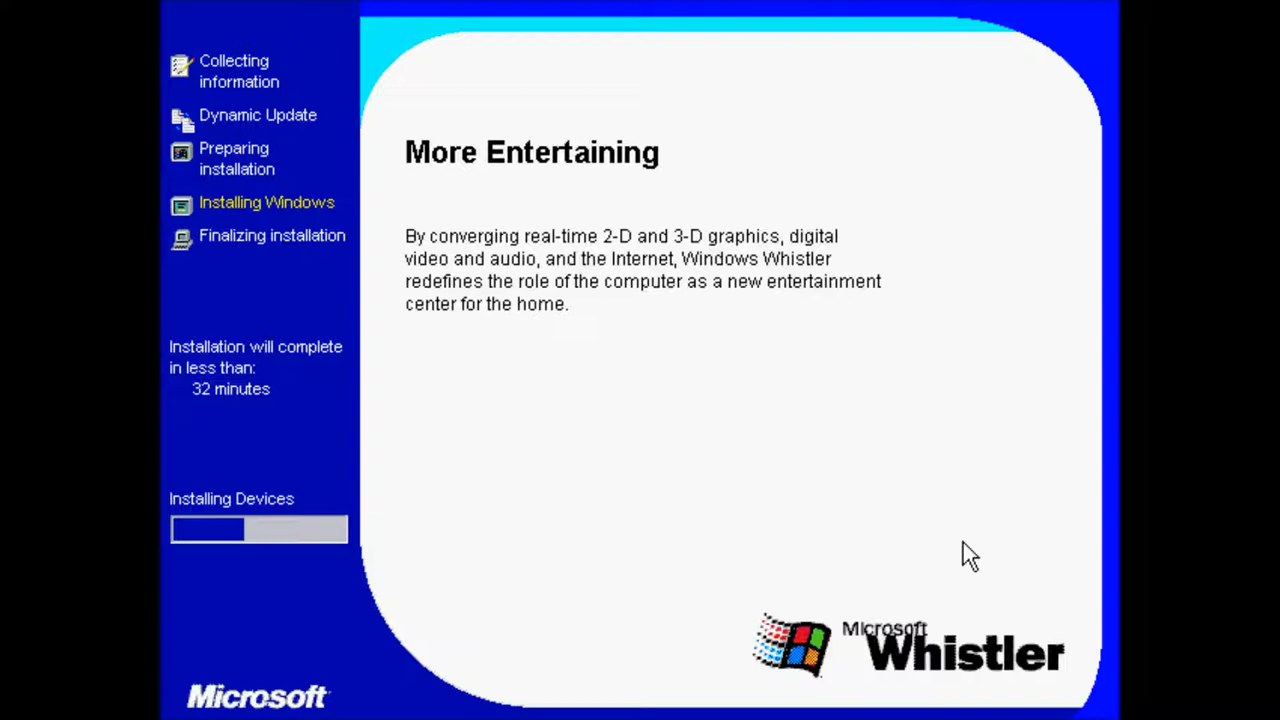 Collecting
information
Dynamic Update
Preparing
installation
Installing Windows
Finalizing installation
Installation will complete
in less than:
32 minutes
Installing Devices
Microsoft
More Entertaining
By converging real-time 2-D and 3-D graphics, digital
video and audio, and the Internet, Windows Whistler
redefines the role of the computer as a new entertainment
center for the home.
Microsoft
Whistler